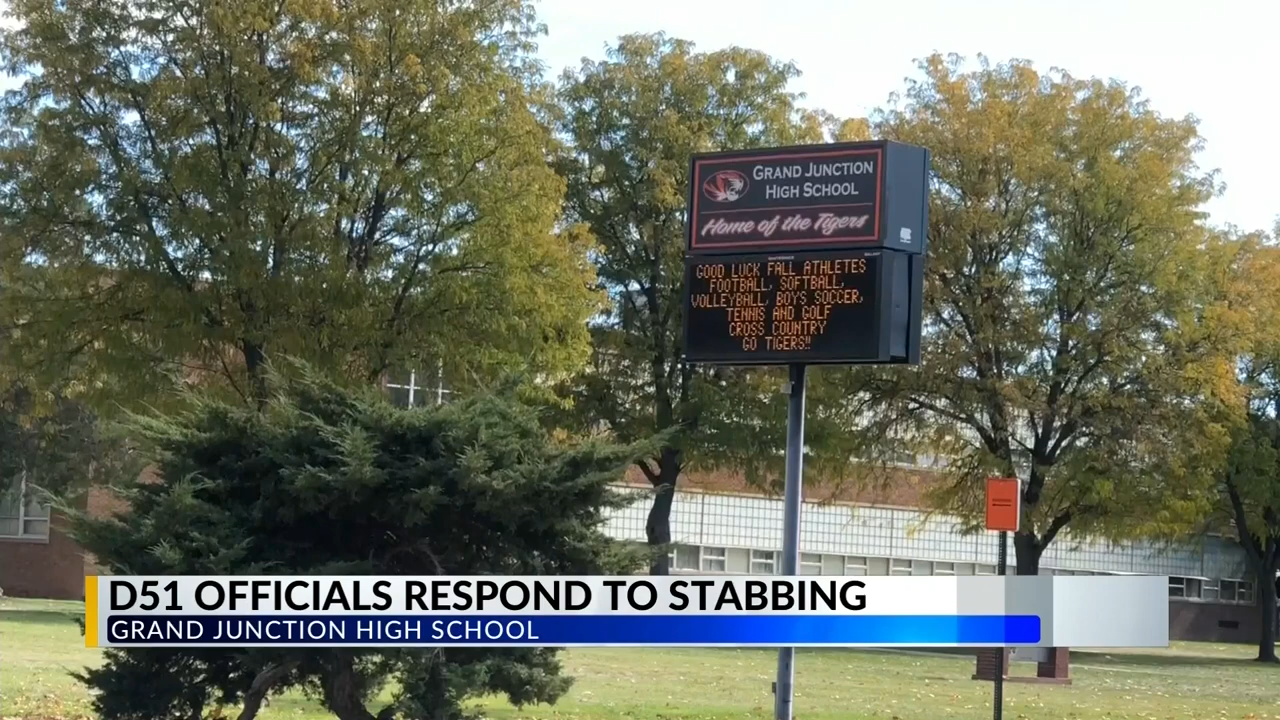 GRAND JUNCTION
HIGH SCHOOL
Home of the Tigers
GOOD LUCK FALL ATHLETES
FOOTBALL, SOFTBALL,
VOLLEYBALL, BOYS SOCCER,
TENNIS AND GOLF
CROSS COUNTRY
GO TIGERS!!
D51 OFFICIALS RESPOND TO STABBING
GRAND JUNCTION HIGH SCHOOL